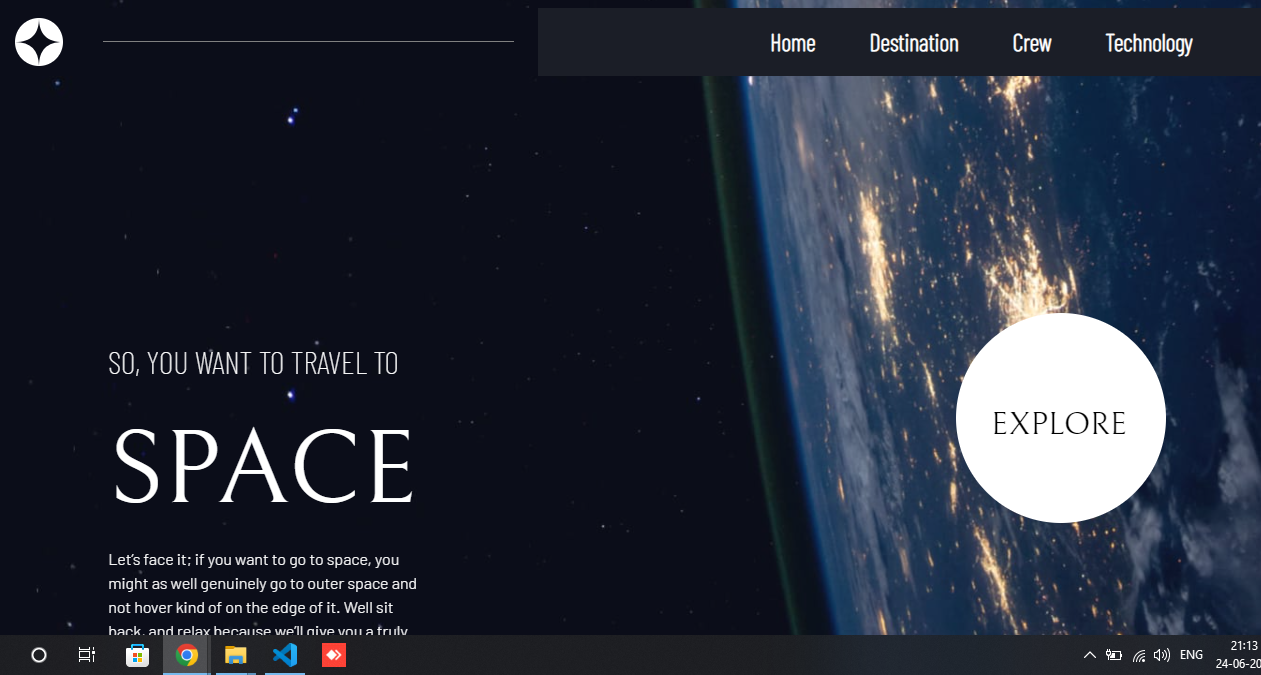 Home Destination Crew Technology
SO, YOU WANT TO TRAVEL TO
SPACE
EXPLORE
Let’s face it; if you want to go to space, you
might as well genuinely go to outer space and
not hover kind of on the edge of it. Well sit
back, and relax because we’ll give you a truly
ENG
21:13
24-06-20